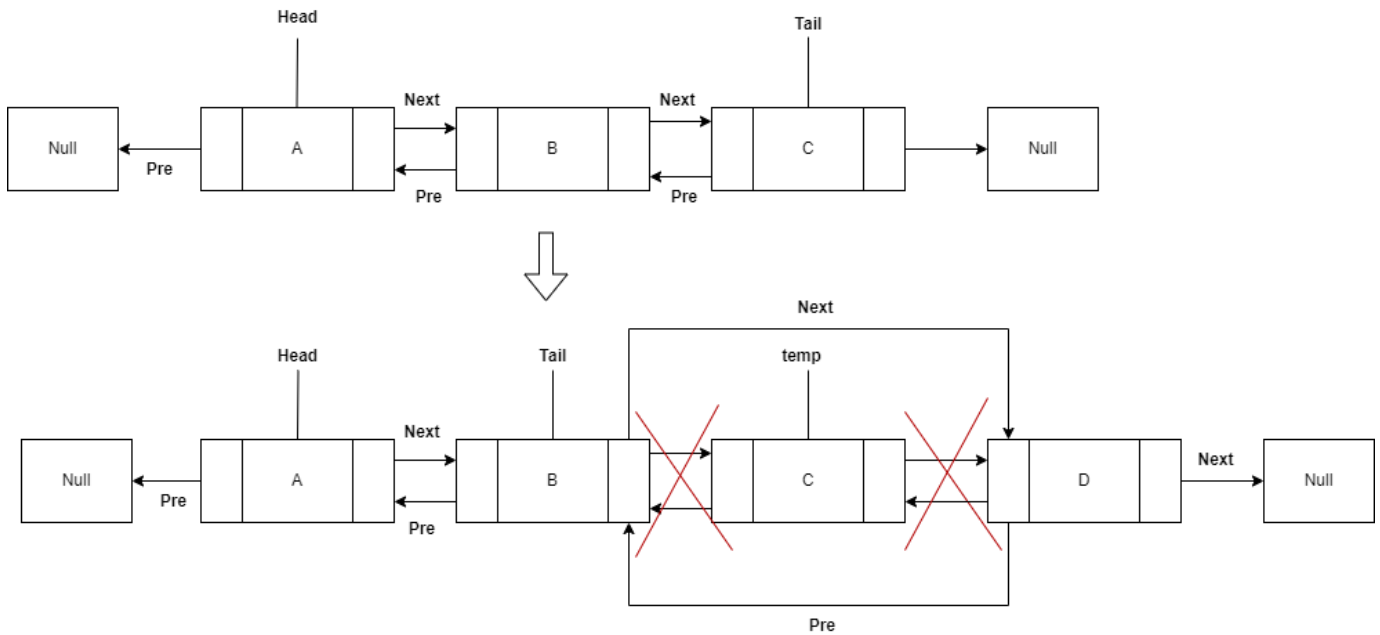 Head
Tail
Next
Next
Null
A
B
C
Null
Pre
Pre
Pre
Next
Head
Tail
temp
Next
Next
Null
A
B
C
D
Null
Pre
Pre
Pre